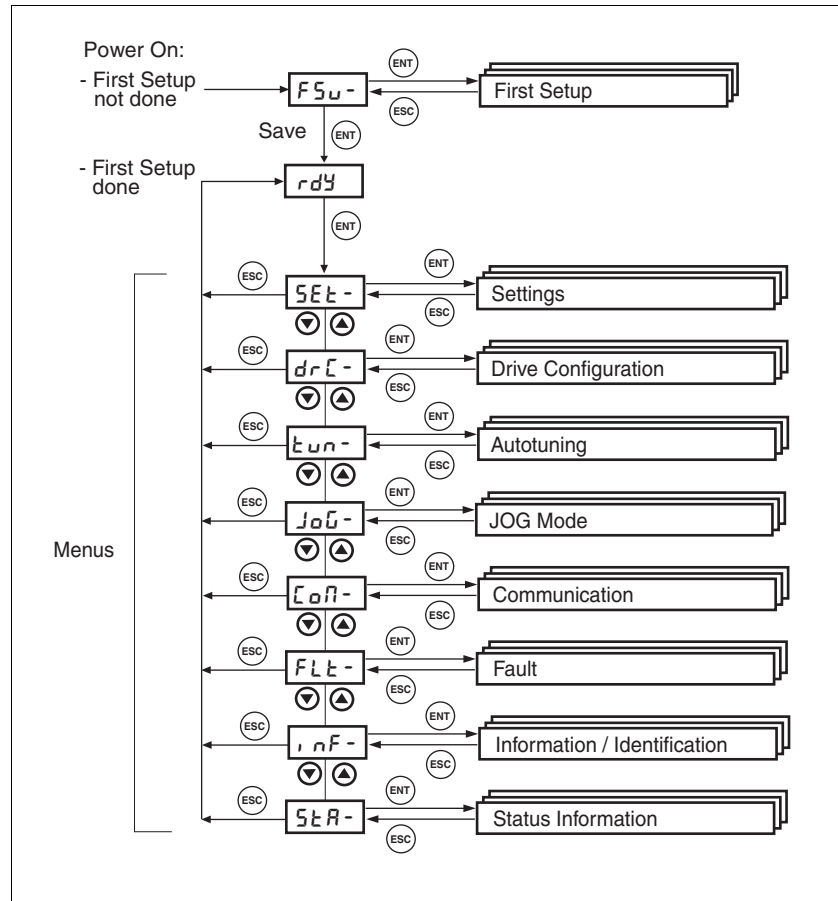 Power On:
- First Setup
not done
FSu-
ENT
ESC
First Setup
Save
ENT
- First Setup
done
rdY
ENT
Menus
ESC
SEt-
ENT
ESC
Settings
ESC
drC-
ENT
ESC
Drive Configuration
ESC
tun-
ENT
ESC
Autotuning
ESC
JoG-
ENT
ESC
JOG Mode
ESC
CoM-
ENT
ESC
Communication
ESC
FLt-
ENT
ESC
Fault
ESC
inF-
ENT
ESC
Information / Identification
ESC
StA-
ENT
ESC
Status Information